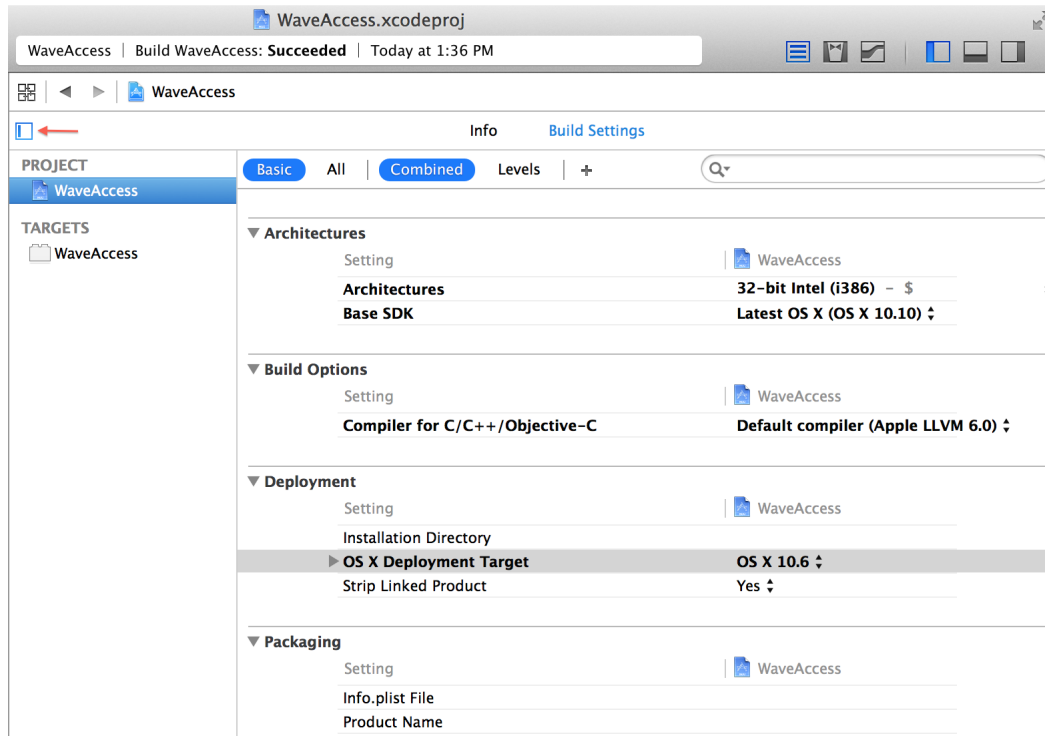 WaveAccess.xcodeproj
WaveAccess | Build WaveAccess: Succeeded | Today at 1:36 PM
WaveAccess
Info Build Settings
PROJECT
WaveAccess
TARGETS
WaveAccess
Basic All Combined Levels +
Architectures
Setting WaveAccess
Architectures 32-bit Intel (i386) - $
Base SDK Latest OS X (OS X 10.10)
Build Options
Setting WaveAccess
Compiler for C/C++/Objective-C Default compiler (Apple LLVM 6.0)
Deployment
Setting WaveAccess
Installation Directory
OS X Deployment Target OS X 10.6
Strip Linked Product Yes
Packaging
Setting WaveAccess
Info.plist File
Product Name